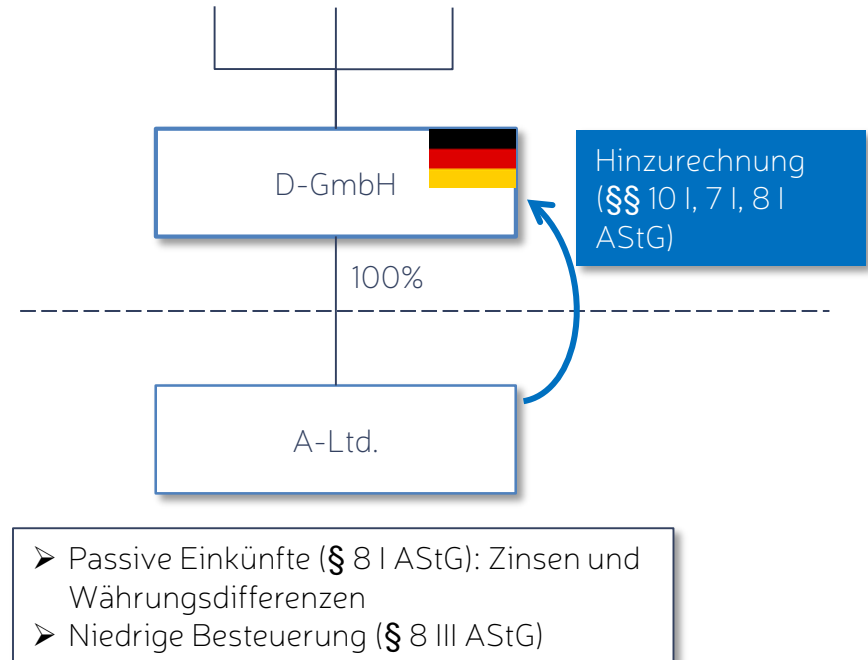 D-GmbH
Hinzurechnung
(§§ 10 I, 7 I, 8 I
AStG)
100%
A-Ltd.
➢ Passive Einkünfte (§ 8 I AStG): Zinsen und
Währungsdifferenzen
➢ Niedrige Besteuerung (§ 8 III AStG)